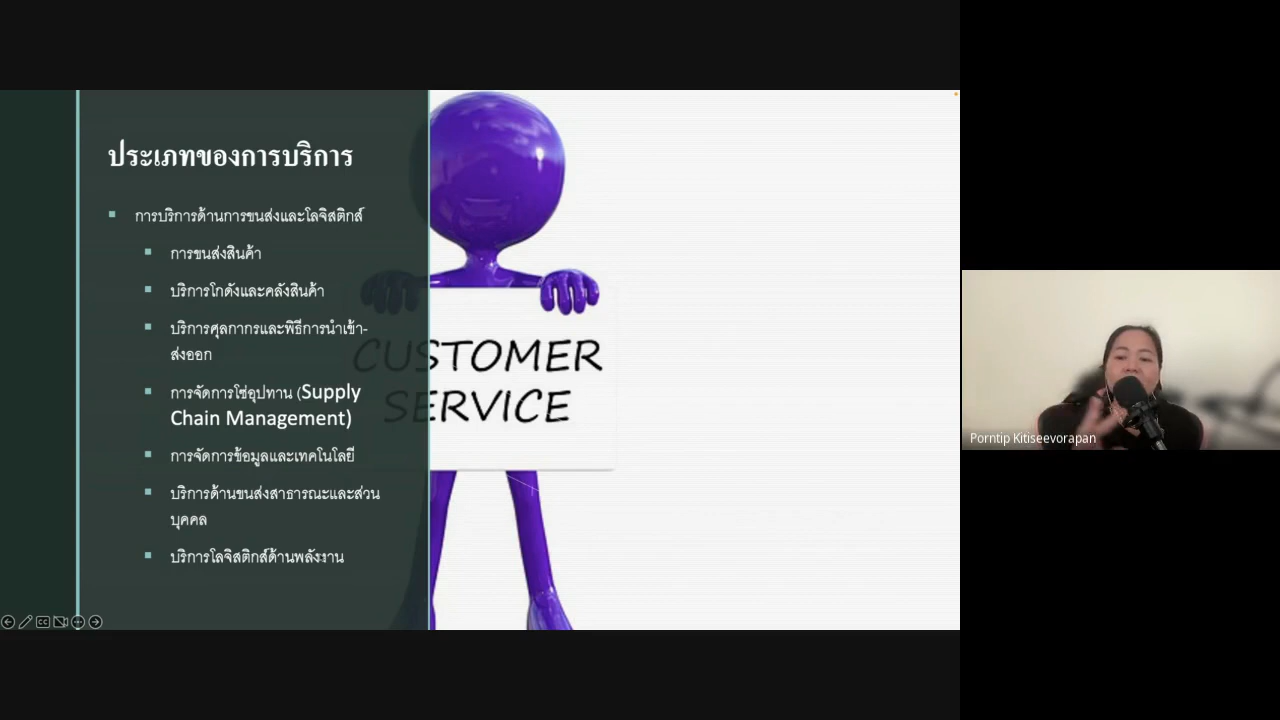 ประเภทของการบริการ
การบริการด้านการขนส่งและโลจิสติกส์
การขนส่งสินค้า
บริการโกดังและคลังสินค้า
บริการศุลกากรและพิธีการนำเข้า-
ส่งออก
การจัดการโซ่อุปทาน (Supply
Chain Management)
การจัดการข้อมูลและเทคโนโลยี
บริการด้านขนส่งสาธารณะและส่วน
บุคคล
บริการโลจิสติกส์ด้านพลังงาน
CUSTOMER
SERVICE
Porntip Kitiseevorapan